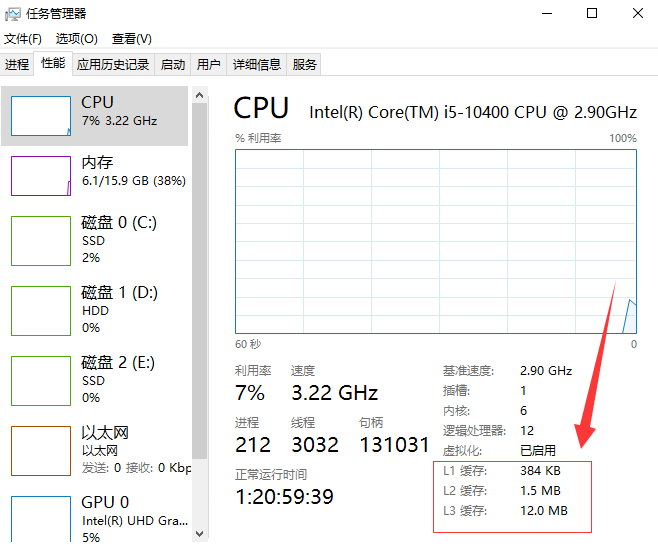 任务管理器
文件(F) 选项(O) 查看(V)
进程 性能 应用历史记录 启动 用户 详细信息 服务
CPU
7% 3.22 GHz
内存
6.1/15.9 GB (38%)
磁盘 0 (C:)
SSD
2%
磁盘 1 (D:)
HDD
0%
磁盘 2 (E:)
SSD
0%
以太网
以太网
发送: 0 接收: 0 Kbp
GPU 0
Intel(R) UHD Gra...
5%
CPU Intel(R) Core(TM) i5-10400 CPU @ 2.90GHz
% 利用率 100%
60 秒 0
利用率 速度
7% 3.22 GHz
进程 线程 句柄
212 3032 131031
正常运行时间
1:20:59:39
基准速度: 2.90 GHz
插槽: 1
内核: 6
逻辑处理器: 12
虚拟化: 已启用
L1 缓存: 384 KB
L2 缓存: 1.5 MB
L3 缓存: 12.0 MB